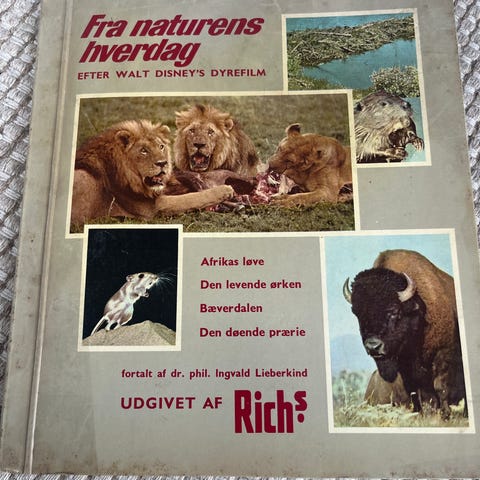 Fra naturens
hverdag
EFTER WALT DISNEY'S DYREFILM
Afrikas løve
Den levende ørken
Bæverdalen
Den døende prærie
fortalt af dr. phil. Ingvald Lieberkind
UDGIVET AF Rich's